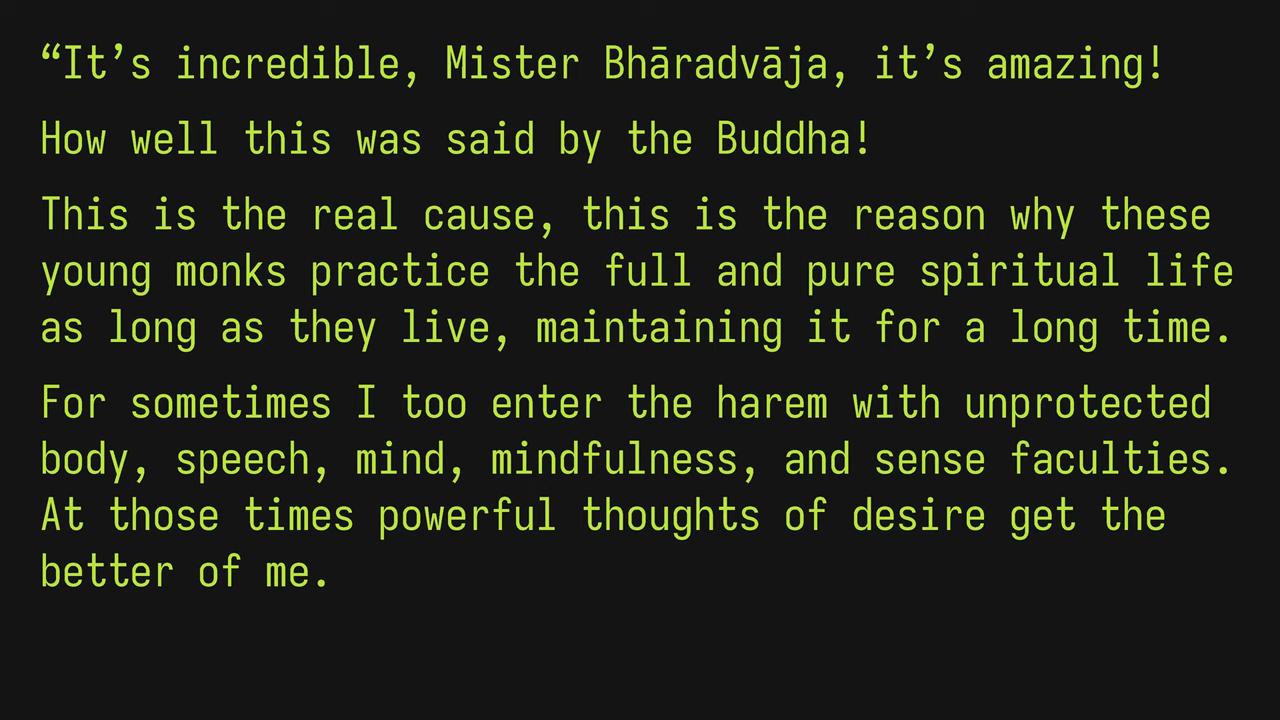 “It’s incredible, Mister Bhāradvāja, it’s amazing!
How well this was said by the Buddha!
This is the real cause, this is the reason why these
young monks practice the full and pure spiritual life
as long as they live, maintaining it for a long time.
For sometimes I too enter the harem with unprotected
body, speech, mind, mindfulness, and sense faculties.
At those times powerful thoughts of desire get the
better of me.